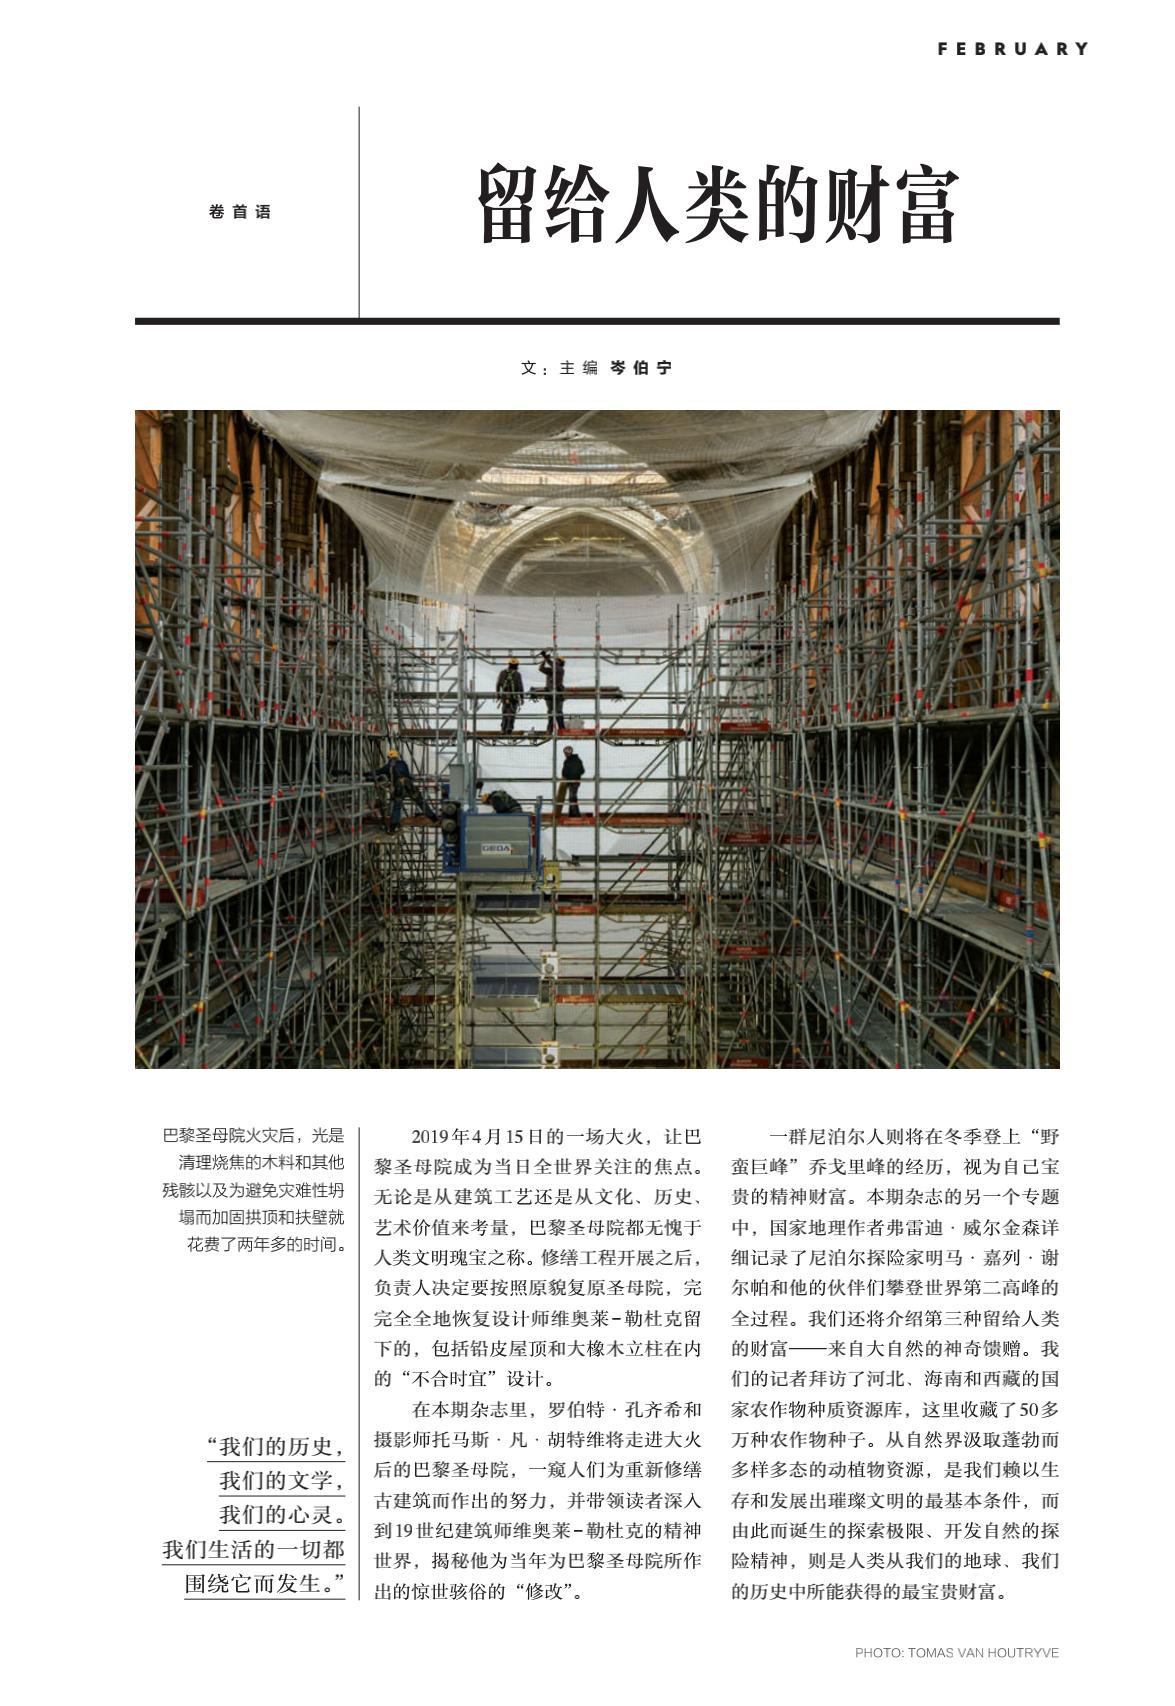 FEBRUARY
卷首语
留给人类的财富
文：主编 岑伯宁
GEDA
巴黎圣母院火灾后，光是
清理烧焦的木料和其他
残骸以及为避免灾难性坍
塌而加固拱顶和扶壁就
花费了两年多的时间。
“我们的历史，
我们的文学，
我们的心灵。
我们生活的一切都
围绕它而发生。”
2019年4月15日的一场大火，让巴
黎圣母院成为当日全世界关注的焦点。
无论是从建筑工艺还是从文化、历史、
艺术价值来考量，巴黎圣母院都无愧于
人类文明瑰宝之称。修缮工程开展之后，
负责人决定要按照原貌复原圣母院，完
完全全地恢复设计师维奥莱–勒杜克留
下的，包括铅皮屋顶和大橡木立柱在内
的“不合时宜”设计。
在本期杂志里，罗伯特·孔齐希和
摄影师托马斯·凡·胡特维将走进大火
后的巴黎圣母院，一窥人们为重新修缮
古建筑而作出的努力，并带领读者深入
到19世纪建筑师维奥莱–勒杜克的精神
世界，揭秘他为当年为巴黎圣母院所作
出的惊世骇俗的“修改”。
一群尼泊尔人则将在冬季登上“野
蛮巨峰”乔戈里峰的经历，视为自己宝
贵的精神财富。本期杂志的另一个专题
中，国家地理作者弗雷迪·威尔金森详
细记录了尼泊尔探险家明马·嘉列·谢
尔帕和他的伙伴们攀登世界第二高峰的
全过程。我们还将介绍第三种留给人类
的财富——来自大自然的神奇馈赠。我
们的记者拜访了河北、海南和西藏的国
家农作物种质资源库，这里收藏了50多
万种农作物种子。从自然界汲取蓬勃而
多样多态的动植物资源，是我们赖以生
存和发展出璀璨文明的最基本条件，而
由此而诞生的探索极限、开发自然的探
险精神，则是人类从我们的地球、我们
的历史中所能获得的最宝贵财富。
PHOTO: TOMAS VAN HOUTRYVE